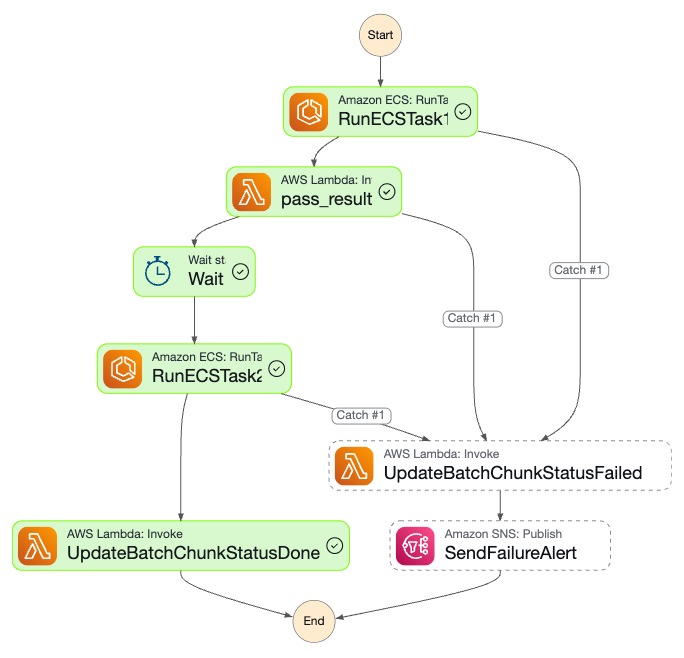 Start
Amazon ECS: RunTa
RunECSTask1
AWS Lambda: In
pass_result
Wait st
Wait
Catch #1
Catch #1
Amazon ECS: RunTa
RunECSTask2
Catch #1
AWS Lambda: Invoke
UpdateBatchChunkStatusFailed
AWS Lambda: Invoke
UpdateBatchChunkStatusDone
Amazon SNS: Publish
SendFailureAlert
End